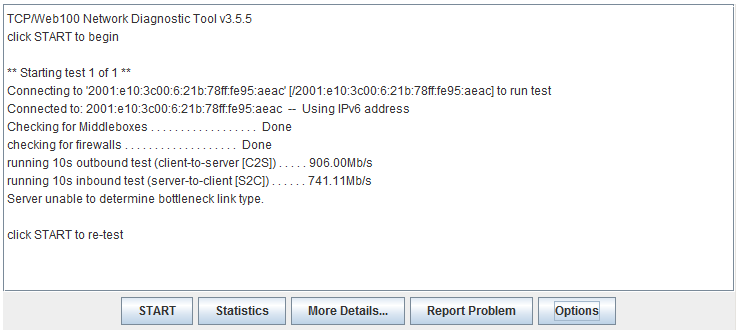 TCP/Web100 Network Diagnostic Tool v3.5.5
click START to begin
** Starting test 1 of 1 **
Connecting to '2001:e10:3c00:6:21b:78ff:fe95:aeac' [/2001:e10:3c00:6:21b:78ff:fe95:aeac] to run test
Connected to: 2001:e10:3c00:6:21b:78ff:fe95:aeac -- Using IPv6 address
Checking for Middleboxes . . . . . . . . . . . . . . . . . . Done
checking for firewalls . . . . . . . . . . . . . . . . . . . Done
running 10s outbound test (client-to-server [C2S]) . . . . . 906.00Mb/s
running 10s inbound test (server-to-client [S2C]) . . . . . . 741.11Mb/s
Server unable to determine bottleneck link type.
click START to re-test
START Statistics More Details... Report Problem Options